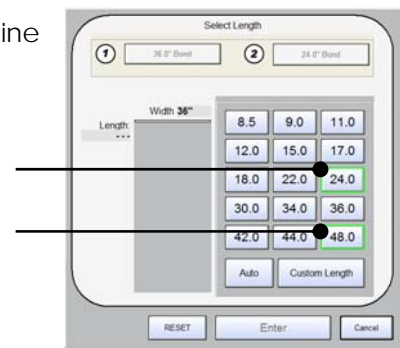 ine
Select Length
1 36.0" Bond 2 24.0" Bond
Width 36"
Length:
---
8.5 9.0 11.0
12.0 15.0 17.0
18.0 22.0 24.0
30.0 34.0 36.0
42.0 44.0 48.0
Auto Custom Length
RESET Enter Cancel